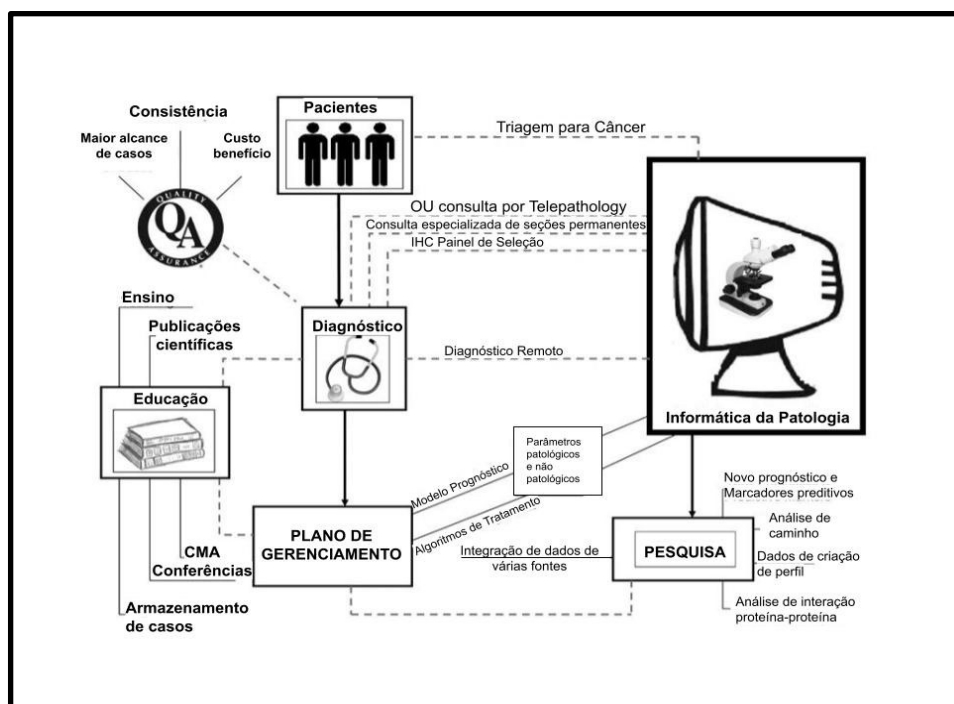 Consistência
Maior alcance
de casos
Custo
benefício
QUALITY
QA
ASSURANCE
Pacientes
Triagem para Câncer
OU consulta por Telepathology
Consulta especializada de seções permanentes
IHC Painel de Seleção
Ensino
Publicações
científicas
Educação
Diagnóstico
Diagnóstico Remoto
Informática da Patologia
Parâmetros
patológicos
e não
patológicos
Modelo Prognóstico
Algoritmos de Tratamento
PLANO DE
GERENCIAMENTO
CMA
Conferências
Armazenamento
de casos
Integração de dados de
várias fontes
PESQUISA
Novo prognóstico e
Marcadores preditivos
Análise de
caminho
Dados de criação
de perfil
Análise de interação
proteína-proteína